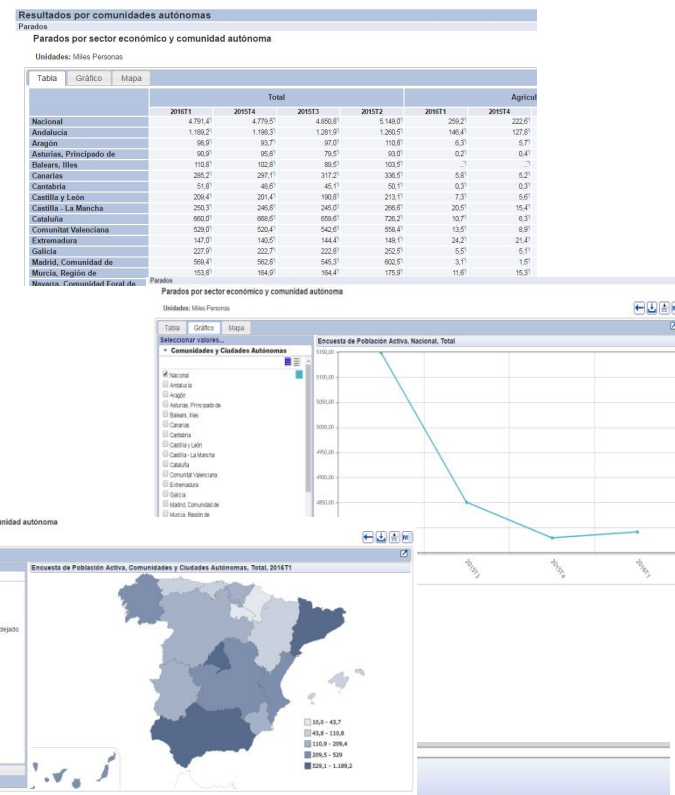 Resultados por comunidades autónomas
Parados
Parados por sector económico y comunidad autónoma
Unidades: Miles Personas
Tabla Gráfico Mapa
Total Agricul
2016T1 2015T4 2015T3 2015T2 2016T1 2015T4
Nacional 4.791,4 4.779,5 4.850,8 5.149,0 259,2 222,6
Andalucía 1.189,2 1.198,3 1.281,9 1.260,5 146,4 127,8
Aragón 96,9 93,7 97,0 110,8 6,3 5,7
Asturias, Principado de 90,9 95,8 79,5 93,0 0,2 0,4
Balears, Illes 110,8 102,8 89,5 103,5
Canarias 285,2 297,1 317,2 336,5 5,8 5,2
Cantabria 51,8 48,6 45,1 50,1 0,3 0,3
Castilla y León 209,4 201,4 190,8 213,1 7,3 5,6
Castilla - La Mancha 250,3 246,8 245,0 266,6 20,5 15,4
Cataluña 660,0 668,6 659,6 726,2 10,7 6,3
Comunitat Valenciana 529,0 520,4 542,6 558,4 13,5 8,9
Extremadura 147,0 140,5 144,4 149,1 24,2 21,4
Galicia 227,9 222,7 222,8 252,5 5,5 5,1
Madrid, Comunidad de 569,4 562,8 545,3 602,5 3,1 1,5
Murcia, Región de 153,8 164,9 164,4 175,9 11,6 15,3
Navarra, Comunidad Foral de
Parados
Parados por sector económico y comunidad autónoma
Unidades: Miles Personas
Tabla Gráfico Mapa
Seleccionar valores...
Comunidades y Ciudades Autónomas
Nacional
Andalucía
Aragón
Asturias, Principado de
Balears, Illes
Canarias
Cantabria
Castilla y León
Castilla - La Mancha
Cataluña
Comunitat Valenciana
Extremadura
Galicia
Madrid, Comunidad de
Murcia, Región de
Encuesta de Población Activa, Nacional, Total
5150,00
5100,00
5050,00
5000,00
4950,00
4900,00
4850,00
2015T3
2015T4
2016T1
unidad autónoma
dejado
Encuesta de Población Activa, Comunidades y Ciudades Autónomas, Total, 2016T1
10,0 - 43,7
43,8 - 110,8
110,9 - 209,4
209,5 - 529
529,1 - 1.189,2